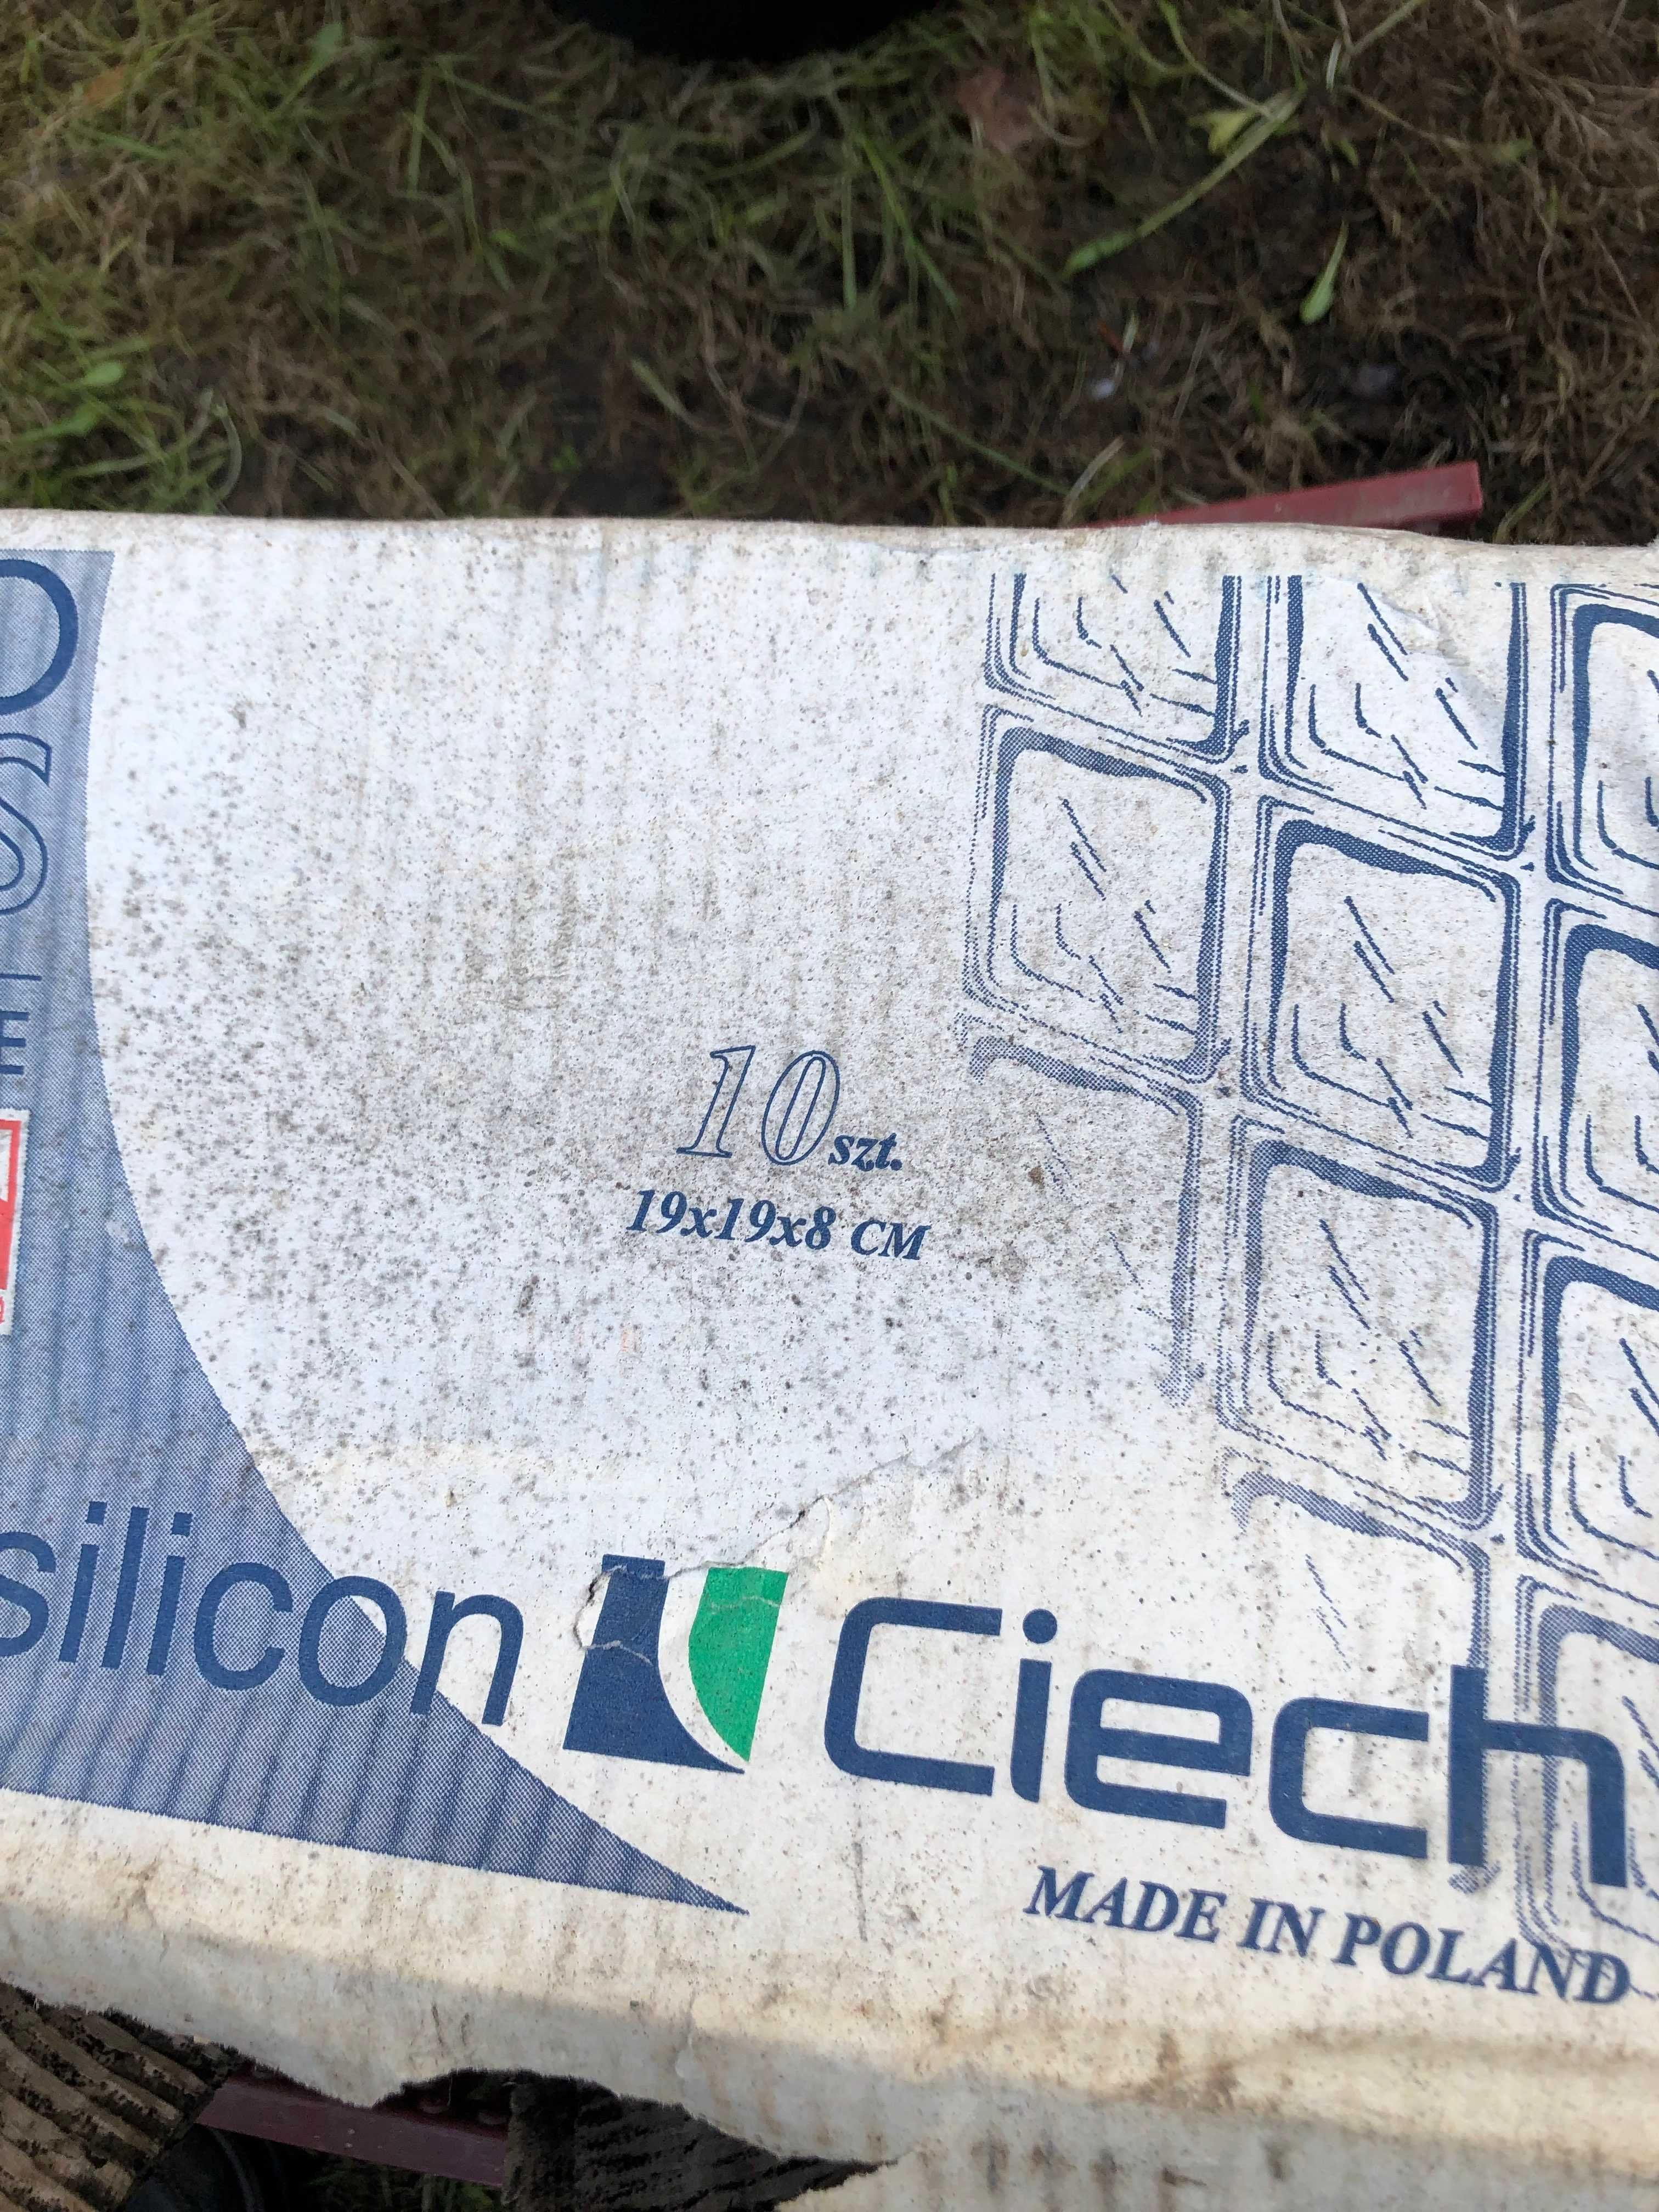 10 szt.
19x19x8 CM
silicon Ciech
MADE IN POLAND